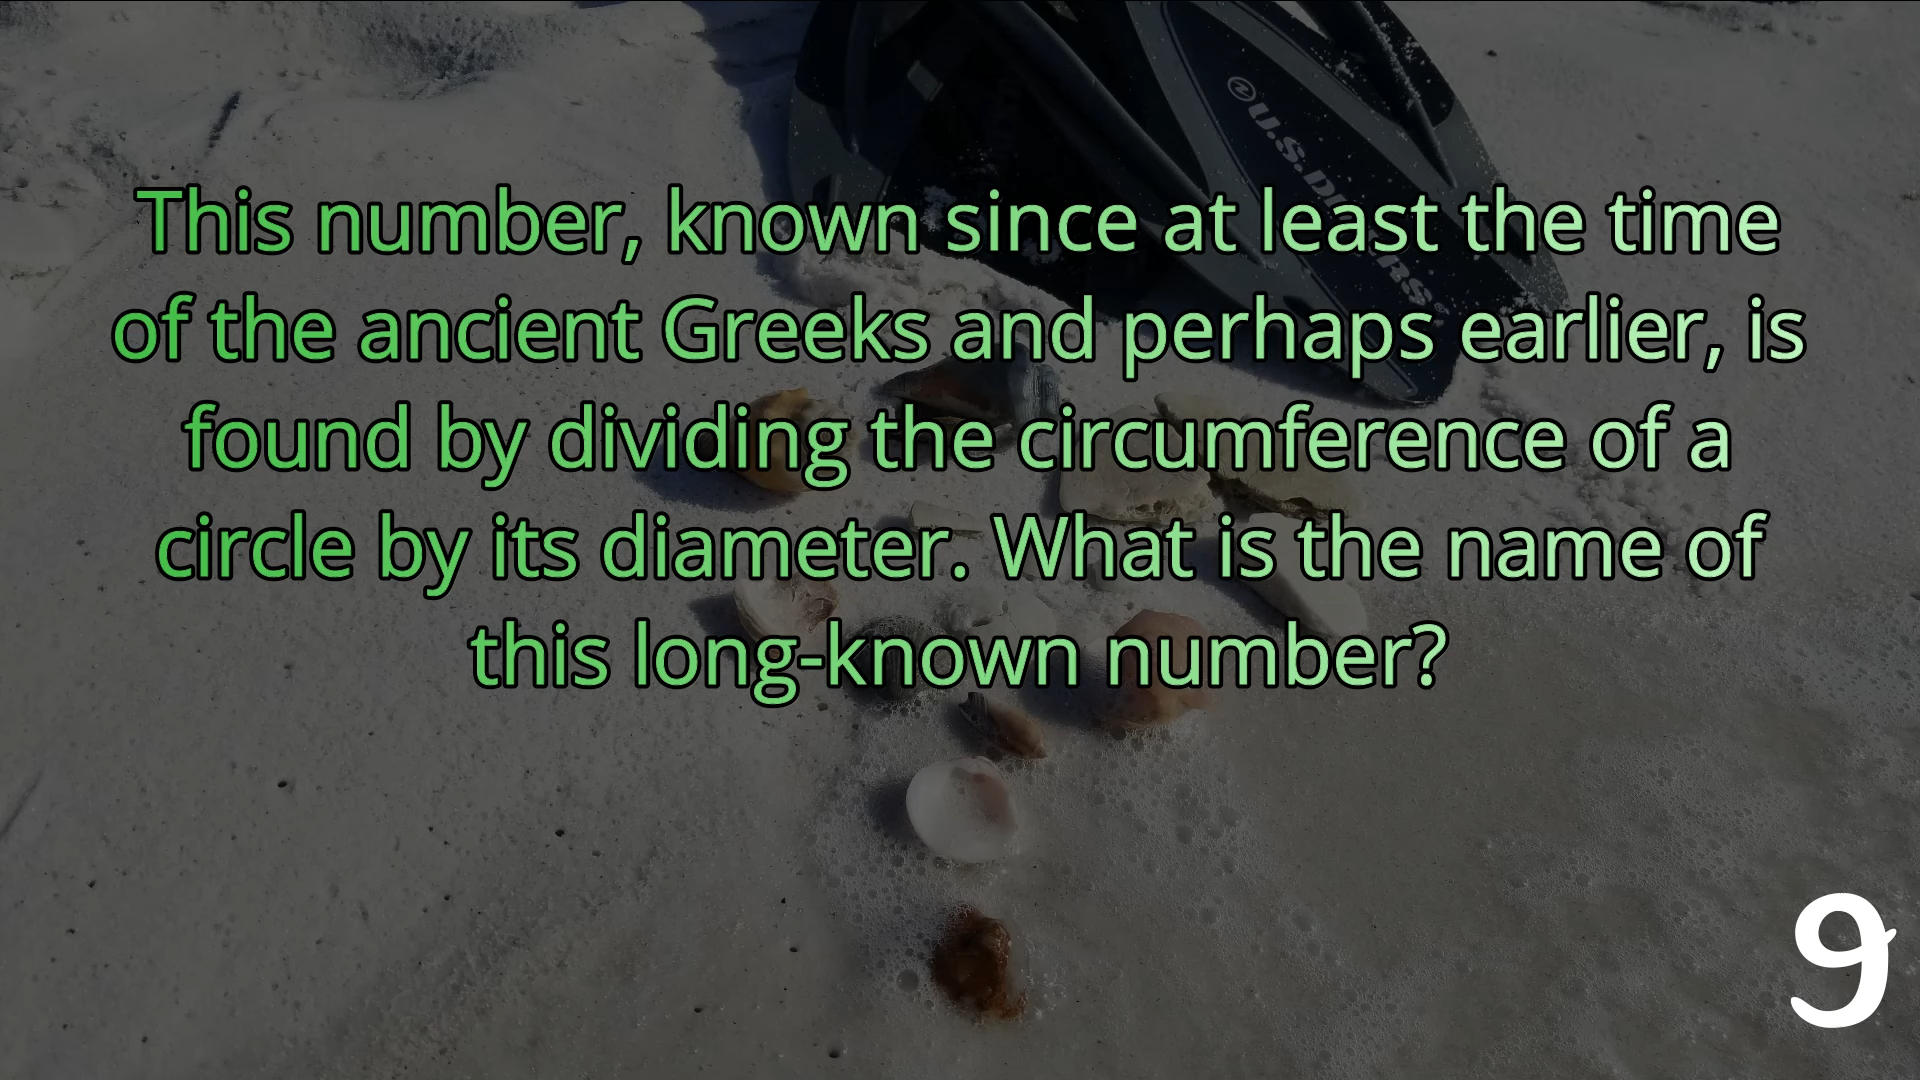 U.S. DIVERS
This number, known since at least the time
of the ancient Greeks and perhaps earlier, is
found by dividing the circumference of a
circle by its diameter. What is the name of
this long-known number?
9